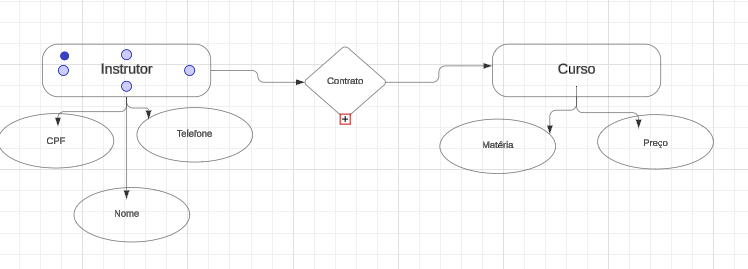 Instrutor
Contrato
Curso
CPF
Telefone
Matéria
Preço
Nome